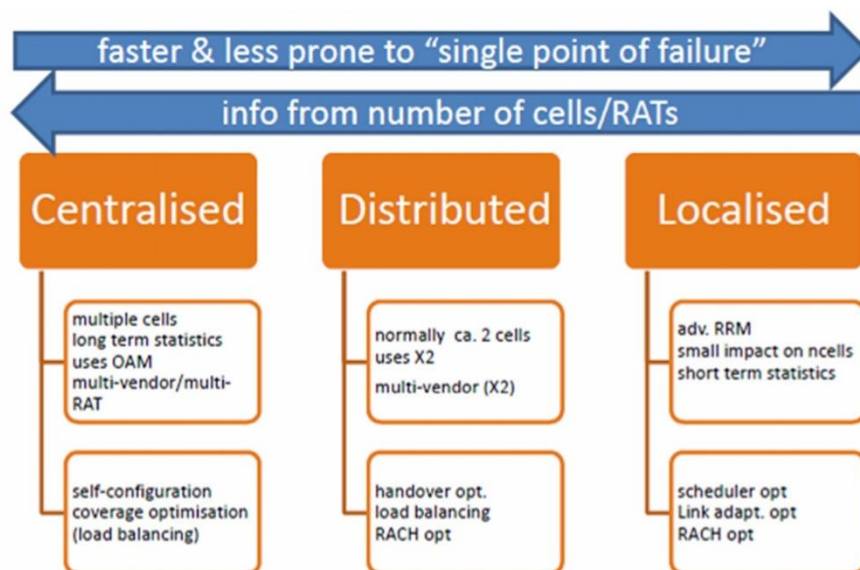 faster & less prone to “single point of failure”
info from number of cells/RATs
Centralised
Distributed
Localised
multiple cells
long term statistics
uses OAM
multi-vendor/multi-
RAT
normally ca. 2 cells
uses X2
multi-vendor (X2)
adv. RRM
small impact on ncells
short term statistics
self-configuration
coverage optimisation
(load balancing)
handover opt.
load balancing
RACH opt
scheduler opt
Link adapt. opt
RACH opt